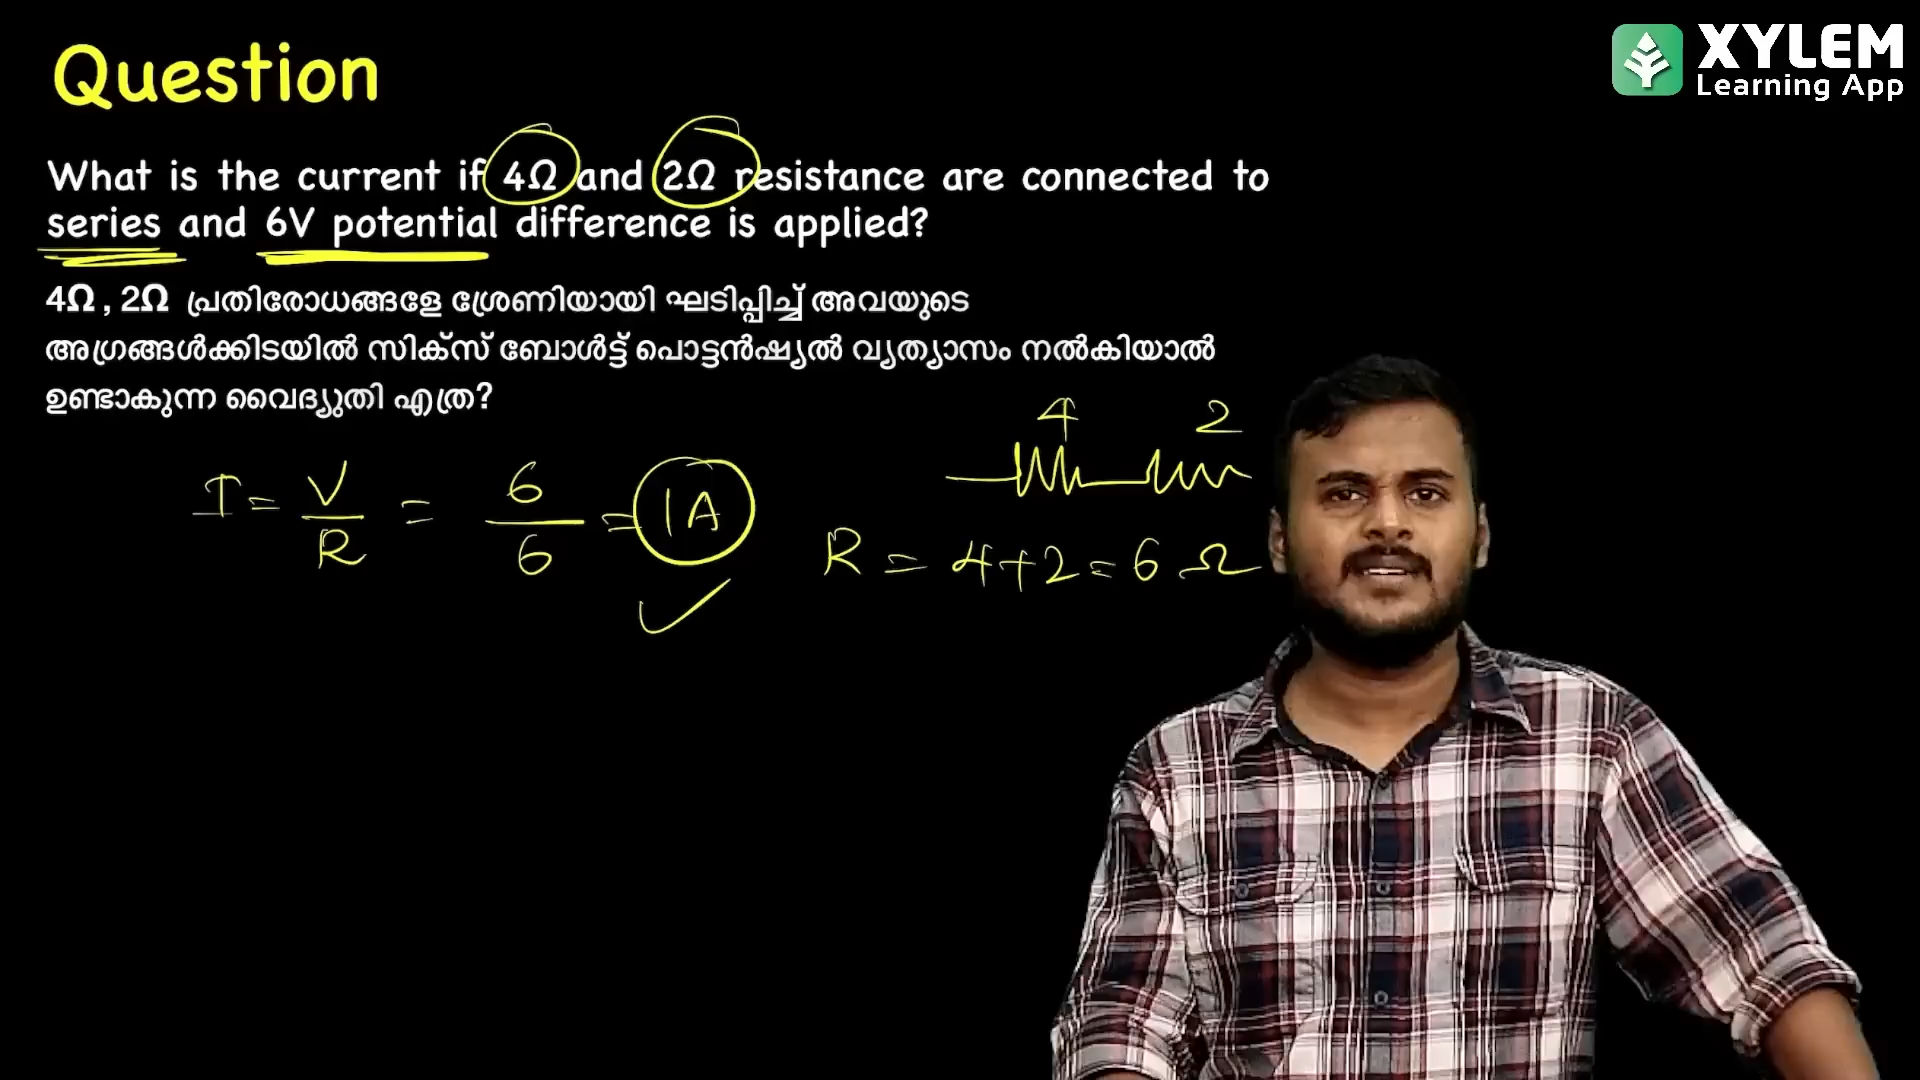 Question
XYLEM
Learning App
What is the current if 4Ω and 2Ω resistance are connected to
series and 6V potential difference is applied?
4Ω , 2Ω പ്രതിരോധങ്ങളേ ശ്രേണിയായി ഘടിപ്പിച്ച് അവയുടെ
അഗ്രങ്ങൾക്കിടയിൽ സിക്സ് ബോൾട്ട് പൊട്ടൻഷ്യൽ വ്യത്യാസം നൽകിയാൽ
ഉണ്ടാകുന്ന വൈദ്യുതി എത്ര?
4 2
I = V/R = 6/6 = 1A
R = 4+2 = 6 Ω